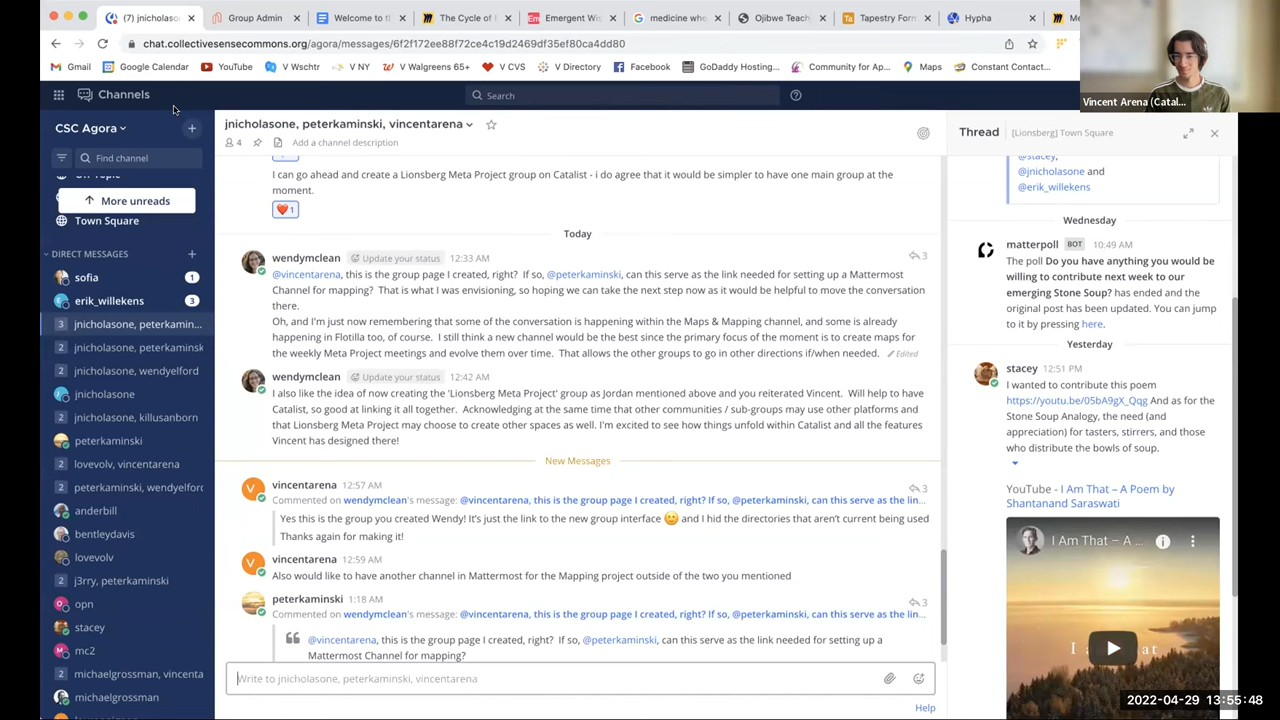 (7) jnicholaso
Group Admin
Welcome to t
The Cycle of
Emergent Wis
medicine whe
Ojibwe Teach
Tapestry For
Hypha
chat.collectivesensecommons.org/agora/messages/6f2f172ee88f72ce4c19d2469df35ef80ca4dd80
Gmail
Google Calendar
YouTube
V Wschtr
V NY
V Walgreens 65+
V CVS
V Directory
Facebook
GoDaddy Hosting...
Community for Ap...
Maps
Constant Contact...
Vincent Arena (Catal...
Channels
Search
CSC Agora
Find channel
More unreads
Town Square
DIRECT MESSAGES
sofia 1
erik_willekens 3
3 jnicholasone, peterkamin...
2 jnicholasone, peterkaminsk
2 jnicholasone, wendyelford
jnicholasone
2 jnicholasone, killusanborn
peterkaminski
2 lovevolv, vincentarena
2 peterkaminski, wendyelford
anderbill
bentleydavis
lovevolv
2 j3rry, peterkaminski
opn
stacey
mc2
2 michaelgrossman, vincenta
michaelgrossman
jnicholasone, peterkaminski, vincentarena
4 Add a channel description
I can go ahead and create a Lionsberg Meta Project group on Catalist - i do agree that it would be simpler to have one main group at the
moment.
1
Today
wendymclean Update your status 12:33 AM
3
@vincentarena, this is the group page I created, right? If so, @peterkaminski, can this serve as the link needed for setting up a Mattermost
Channel for mapping? That is what I was envisioning, so hoping we can take the next step now as it would be helpful to move the conversation
there.
Oh, and I'm just now remembering that some of the conversation is happening within the Maps & Mapping channel, and some is already
happening in Flotilla too, of course. I still think a new channel would be the best since the primary focus of the moment is to create maps
for the weekly Meta Project meetings and evolve them over time. That allows the other groups to go in other directions if/when needed. Edited
wendymclean Update your status 12:42 AM
I also like the idea of now creating the 'Lionsberg Meta Project' group as Jordan mentioned above and you reiterated Vincent. Will help to have
Catalist, so good at linking it all together. Acknowledging at the same time that other communities / sub-groups may use other platforms and
that Lionsberg Meta Project may choose to create other spaces as well. I'm excited to see how things unfold within Catalist and all the features
Vincent has designed there!
New Messages
vincentarena 12:57 AM
3
Commented on wendymclean's message: @vincentarena, this is the group page I created, right? If so, @peterkaminski, can this serve as the lin...
Yes this is the group you created Wendy! It's just the link to the new group interface and I hid the directories that aren't current being used
Thanks again for making it!
vincentarena 12:59 AM
Also would like to have another channel in Mattermost for the Mapping project outside of the two you mentioned
peterkaminski 1:18 AM
3
Commented on wendymclean's message: @vincentarena, this is the group page I created, right? If so, @peterkaminski, can this serve as the lin...
@vincentarena, this is the group page I created, right? If so, @peterkaminski, can this serve as the link needed for setting up a
Mattermost Channel for mapping?
Write to jnicholasone, peterkaminski, vincentarena
Help
Thread [Lionsberg] Town Square
@stacey,
@jnicholasone and
@erik_willekens
Wednesday
matterpoll BOT 10:49 AM
The poll Do you have anything you would be
willing to contribute next week to our
emerging Stone Soup? has ended and the
original post has been updated. You can jump
to it by pressing here.
Yesterday
stacey 12:51 PM
I wanted to contribute this poem
https://youtu.be/05bA9gX_Qqg And as for the
Stone Soup Analogy, the need (and
appreciation) for tasters, stirrers, and those
who distribute the bowls of soup.
YouTube - I Am That – A Poem by
Shantanand Saraswati
I AM THAT – A ...
2022-04-29 13:55:48